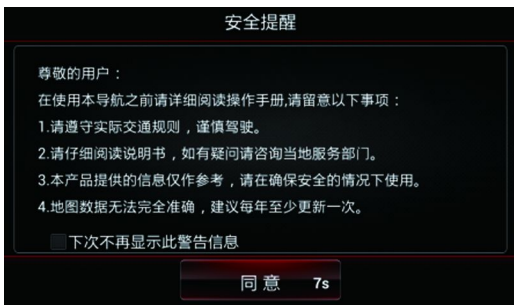 安全提醒
尊敬的用户：
在使用本导航之前请详细阅读操作手册,请留意以下事项：
1.请遵守实际交通规则，谨慎驾驶。
2.请仔细阅读说明书，如有疑问请咨询当地服务部门。
3.本产品提供的信息仅作参考，请在确保安全的情况下使用。
4.地图数据无法完全准确，建议每年至少更新一次。
下次不再显示此警告信息
同意 7s